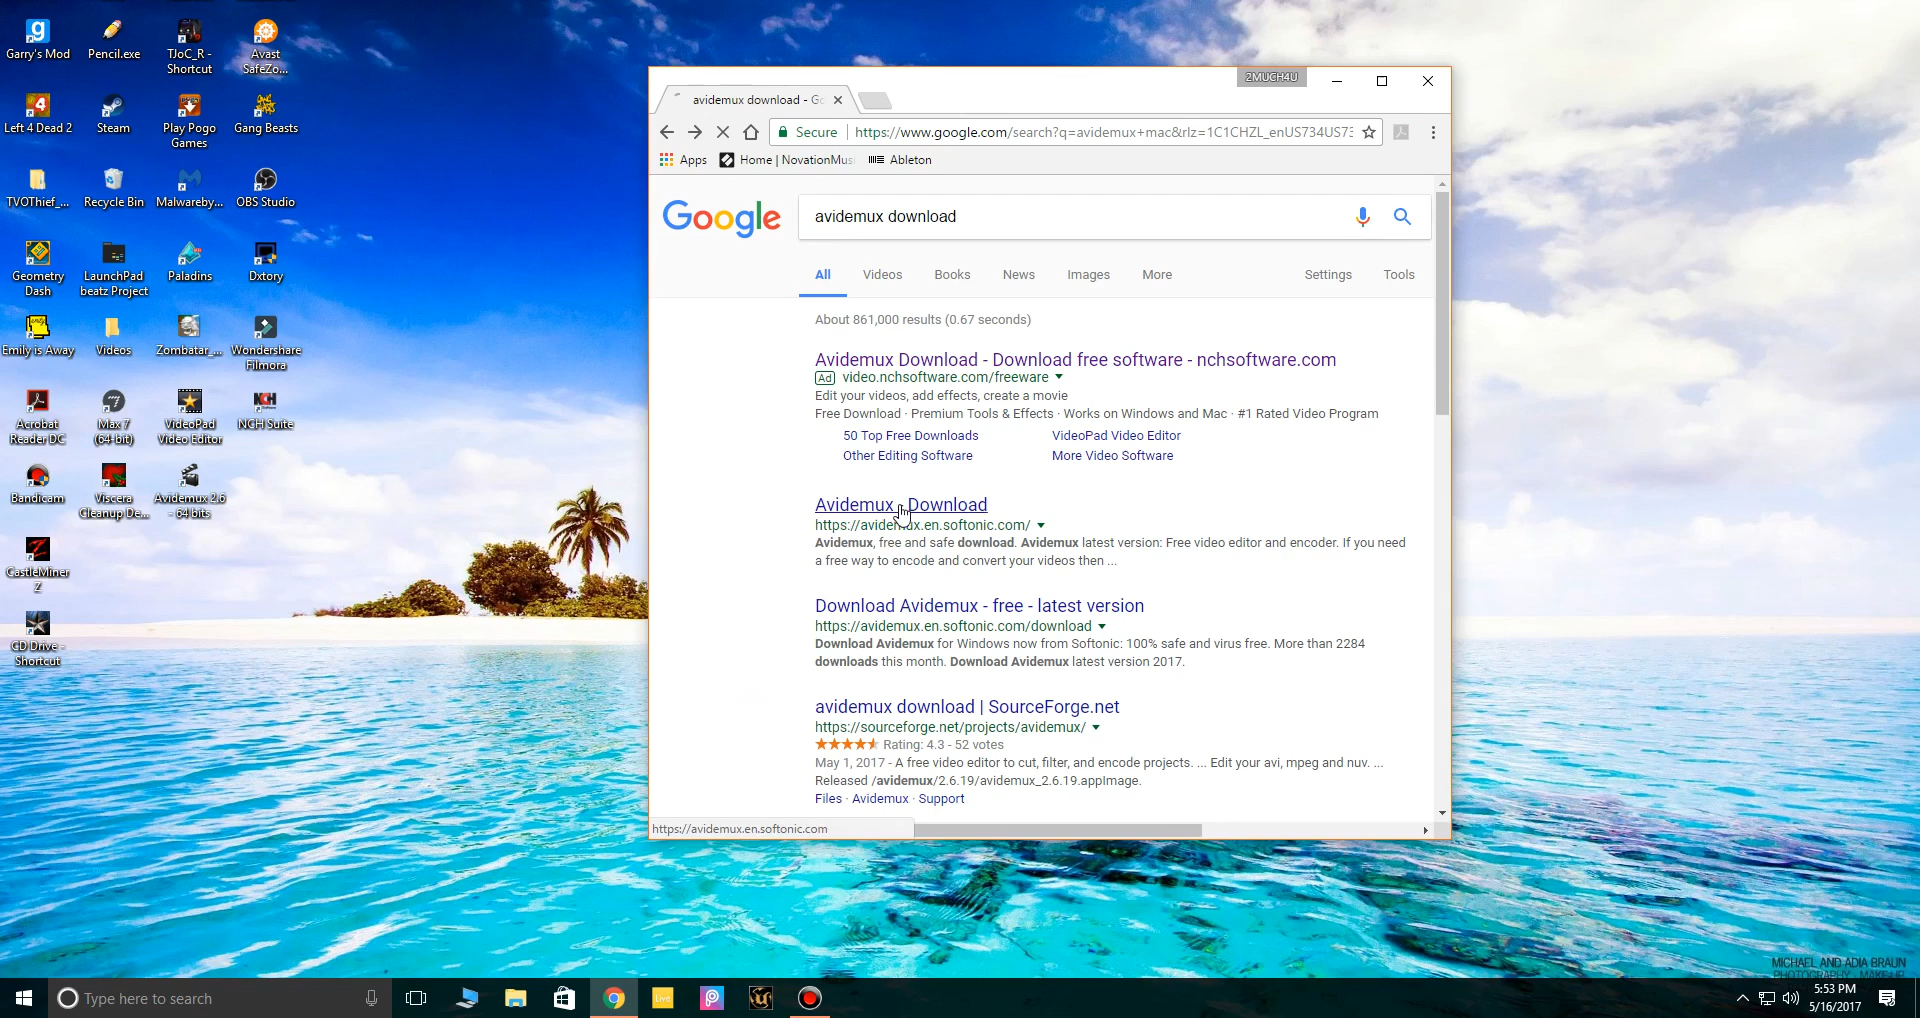 Garry's Mod
Pencil.exe
TJoC_R -
Shortcut
Avast
SafeZo...
Left 4 Dead 2
Steam
Play Pogo
Games
Gang Beasts
TVOThief_...
Recycle Bin
Malwareby...
OBS Studio
Geometry
Dash
LaunchPad
beatz Project
Paladins
Dxtory
Emily is Away
Videos
Zombatar_...
Wondershare
Filmora
Acrobat
Reader DC
Max 7
(64-bit)
VideoPad
Video Editor
NCH Suite
Bandicam
Viscera
Cleanup De...
Avidemux 2.6
- 64 bits
CastleMiner
Z
CD Drive -
Shortcut
2MUCH4U
avidemux download - Go
Secure
https://www.google.com/search?q=avidemux+mac&rlz=1C1CHZL_enUS734US73
Apps
Home | NovationMus
Ableton
Google
avidemux download
All
Videos
Books
News
Images
More
Settings
Tools
About 861,000 results (0.67 seconds)
Avidemux Download - Download free software - nchsoftware.com
Ad video.nchsoftware.com/freeware
Edit your videos, add effects, create a movie
Free Download · Premium Tools & Effects · Works on Windows and Mac · #1 Rated Video Program
50 Top Free Downloads
VideoPad Video Editor
Other Editing Software
More Video Software
Avidemux - Download
https://avidemux.en.softonic.com/
Avidemux, free and safe download. Avidemux latest version: Free video editor and encoder. If you need
a free way to encode and convert your videos then ...
Download Avidemux - free - latest version
https://avidemux.en.softonic.com/download
Download Avidemux for Windows now from Softonic: 100% safe and virus free. More than 2284
downloads this month. Download Avidemux latest version 2017.
avidemux download | SourceForge.net
https://sourceforge.net/projects/avidemux/
Rating: 4.3 - 52 votes
May 1, 2017 - A free video editor to cut, filter, and encode projects. ... Edit your avi, mpeg and nuv. ...
Released /avidemux/2.6.19/avidemux_2.6.19.appImage.
Files · Avidemux · Support
https://avidemux.en.softonic.com
MICHAEL AND ADIA BRAUN
Type here to search
Live
5:53 PM
5/16/2017